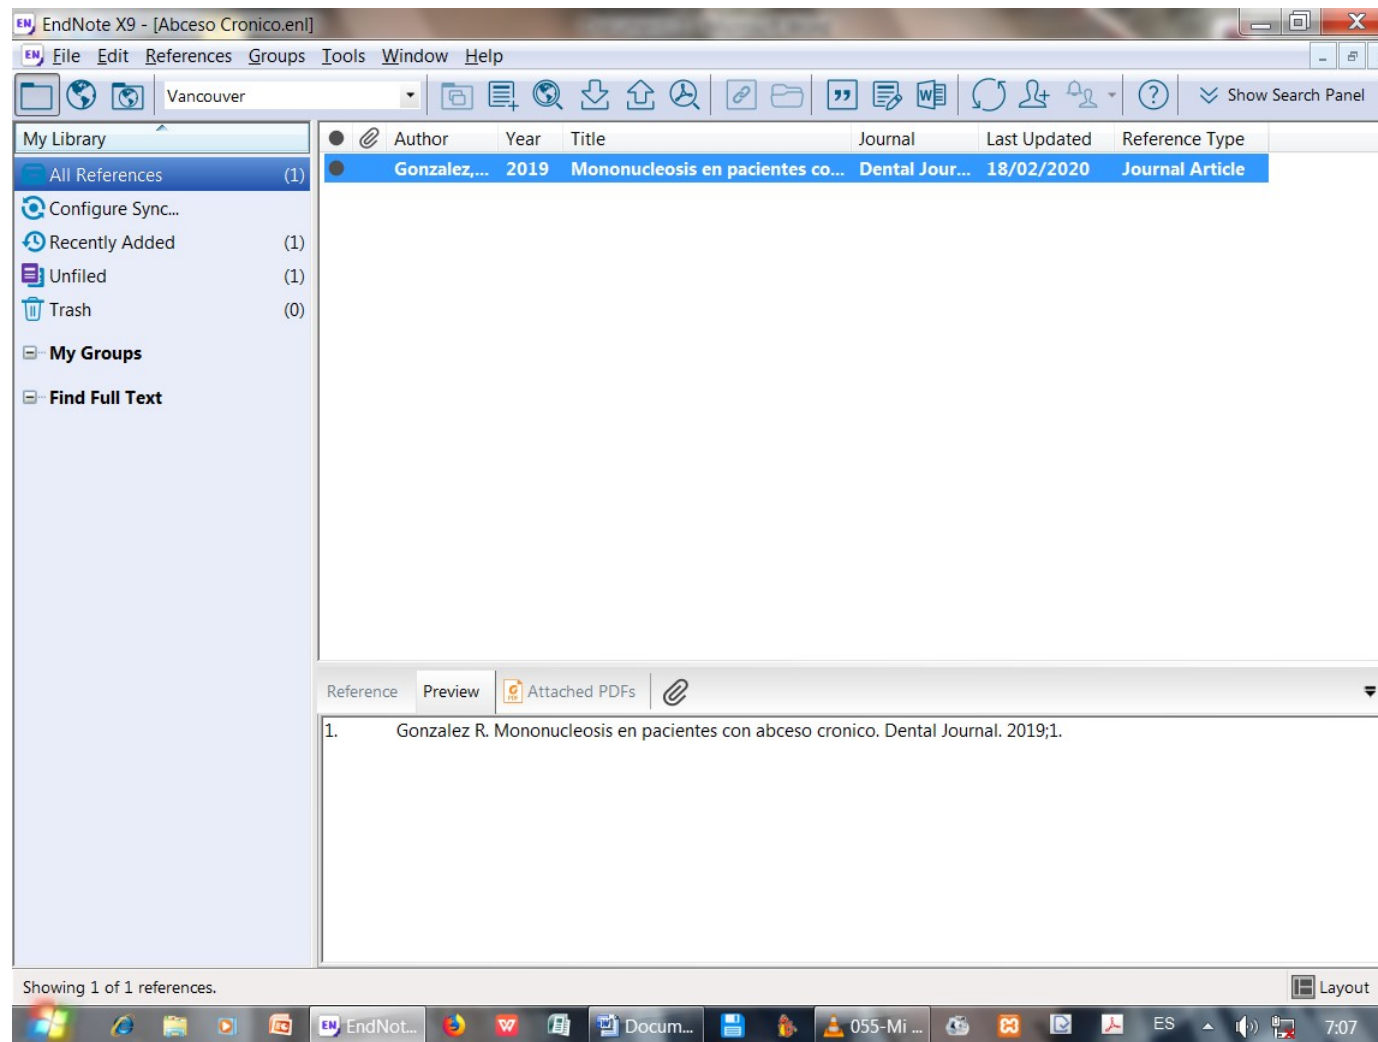 EndNote X9 - [Abceso Cronico.enl]
File Edit References Groups Tools Window Help
Vancouver
Show Search Panel
My Library
All References (1)
Configure Sync...
Recently Added (1)
Unfiled (1)
Trash (0)
My Groups
Find Full Text
Author Year Title Journal Last Updated Reference Type
Gonzalez,... 2019 Mononucleosis en pacientes co... Dental Jour... 18/02/2020 Journal Article
Reference Preview Attached PDFs
1. Gonzalez R. Mononucleosis en pacientes con abceso cronico. Dental Journal. 2019;1.
Showing 1 of 1 references.
Layout
EndNot... Docum... 055-Mi ... ES 7:07